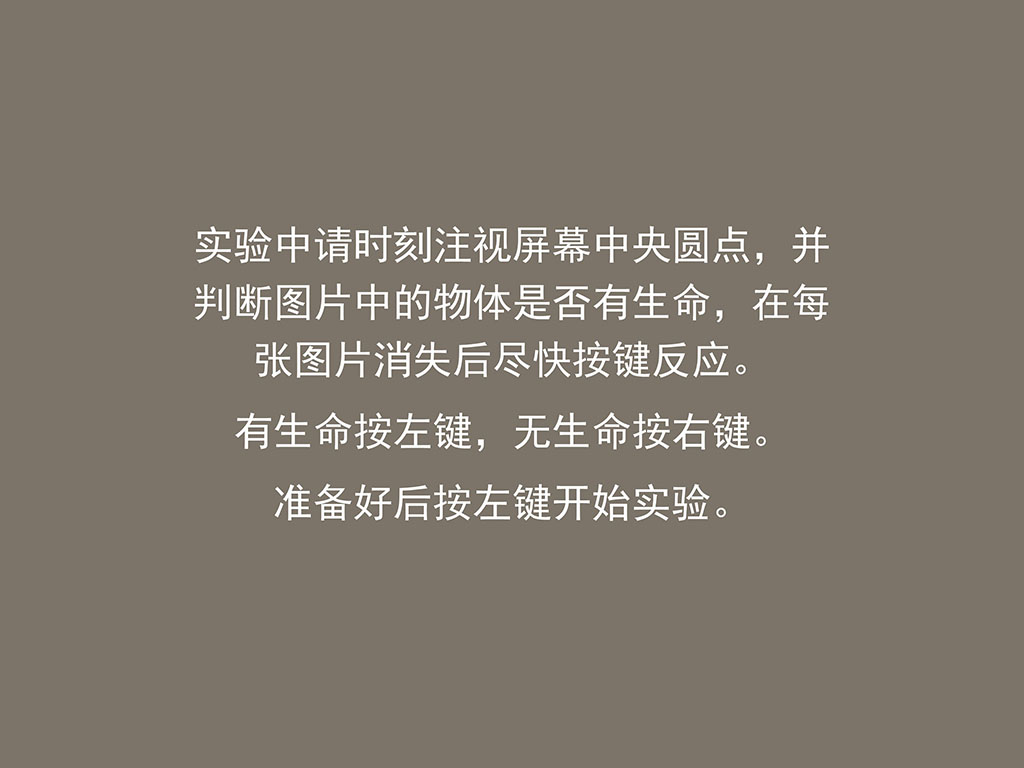 实验中请时刻注视屏幕中央圆点，并
判断图片中的物体是否有生命，在每
张图片消失后尽快按键反应。
有生命按左键，无生命按右键。
准备好后按左键开始实验。